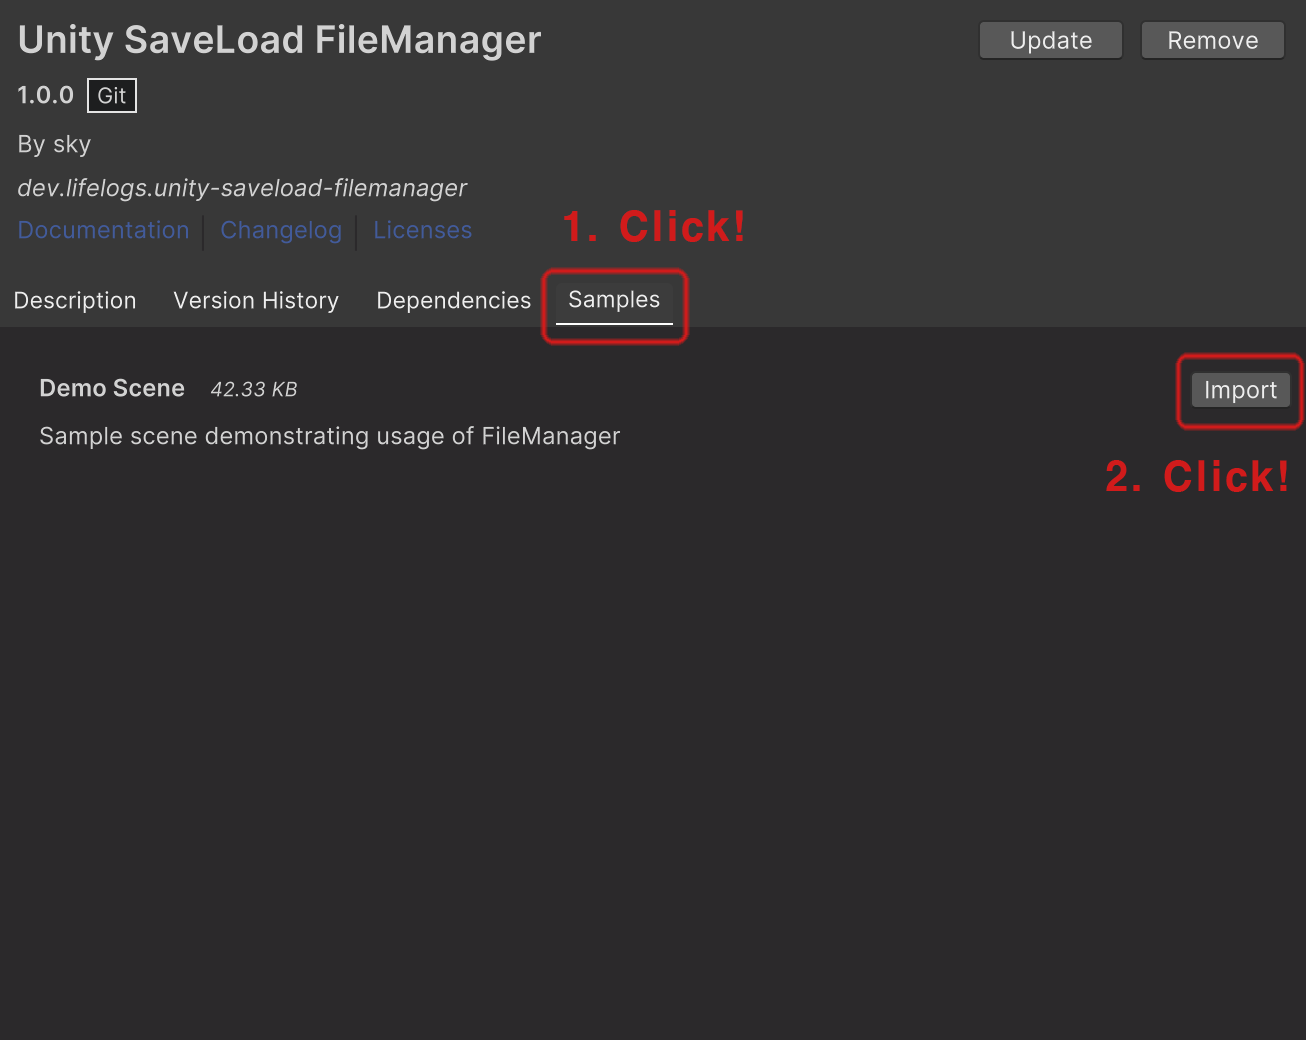 Unity SaveLoad FileManager
Update
Remove
1.0.0 Git
By sky
dev.lifelogs.unity-saveload-filemanager
Documentation Changelog Licenses
1. Click!
Description Version History Dependencies Samples
Demo Scene 42.33 KB
Import
Sample scene demonstrating usage of FileManager
2. Click!